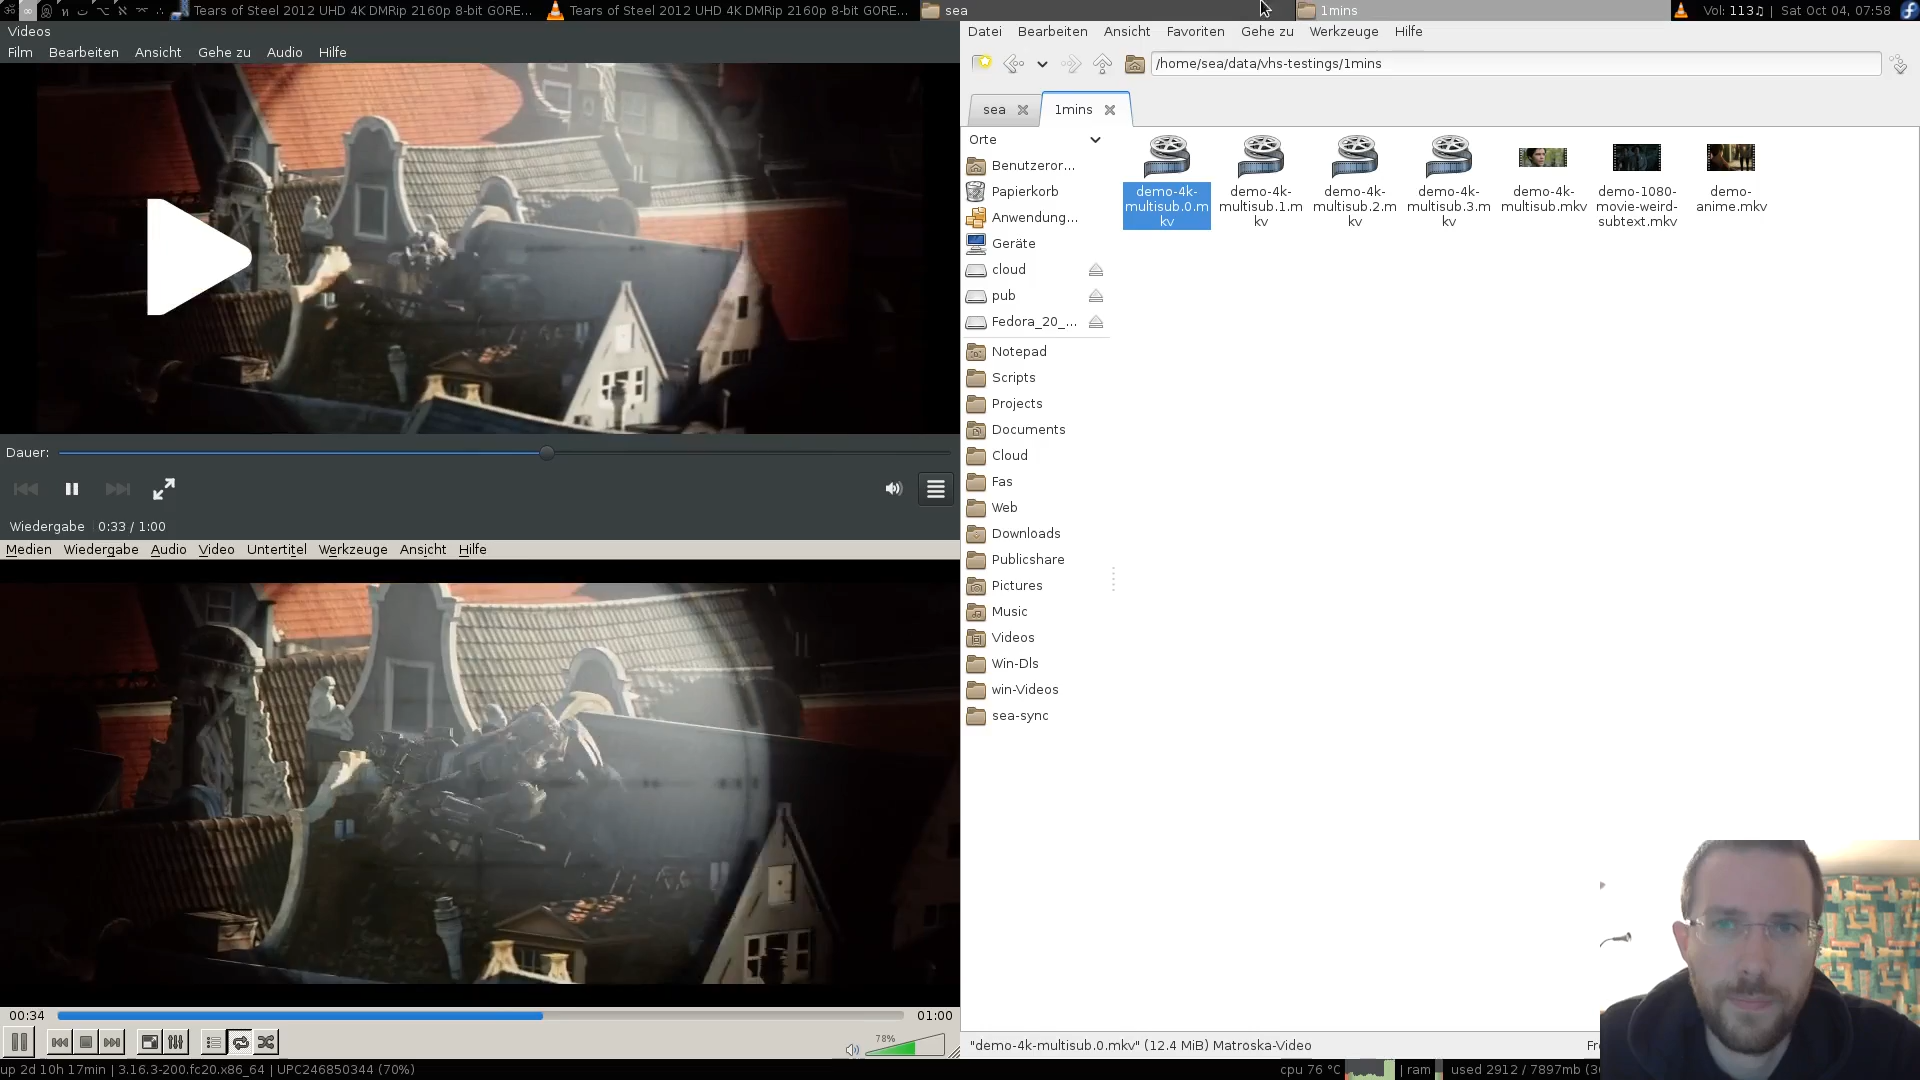 Tears of Steel 2012 UHD 4K DMRip 2160p 8-bit GORE...
Tears of Steel 2012 UHD 4K DMRip 2160p 8-bit GORE...
sea
1mins
Vol: 113♫ | Sat Oct 04, 07:58
Videos
Film Bearbeiten Ansicht Gehe zu Audio Hilfe
Dauer:
Wiedergabe 0:33 / 1:00
Medien Wiedergabe Audio Video Untertitel Werkzeuge Ansicht Hilfe
00:34
01:00
78%
Datei Bearbeiten Ansicht Favoriten Gehe zu Werkzeuge Hilfe
/home/sea/data/vhs-testings/1mins
sea
1mins
Orte
Benutzeror...
Papierkorb
Anwendung...
Geräte
cloud
pub
Fedora_20_...
Notepad
Scripts
Projects
Documents
Cloud
Fas
Web
Downloads
Publicshare
Pictures
Music
Videos
Win-Dls
win-Videos
sea-sync
demo-4k-
multisub.0.m
kv
demo-4k-
multisub.1.m
kv
demo-4k-
multisub.2.m
kv
demo-4k-
multisub.3.m
kv
demo-4k-
multisub.mkv
demo-1080-
movie-weird-
subtext.mkv
demo-
anime.mkv
"demo-4k-multisub.0.mkv" (12.4 MiB) Matroska-Video
Fr
up 2d 10h 17min | 3.16.3-200.fc20.x86_64 | UPC246850344 (70%)
cpu 76 °C
| ram
used 2912 / 7897mb (3